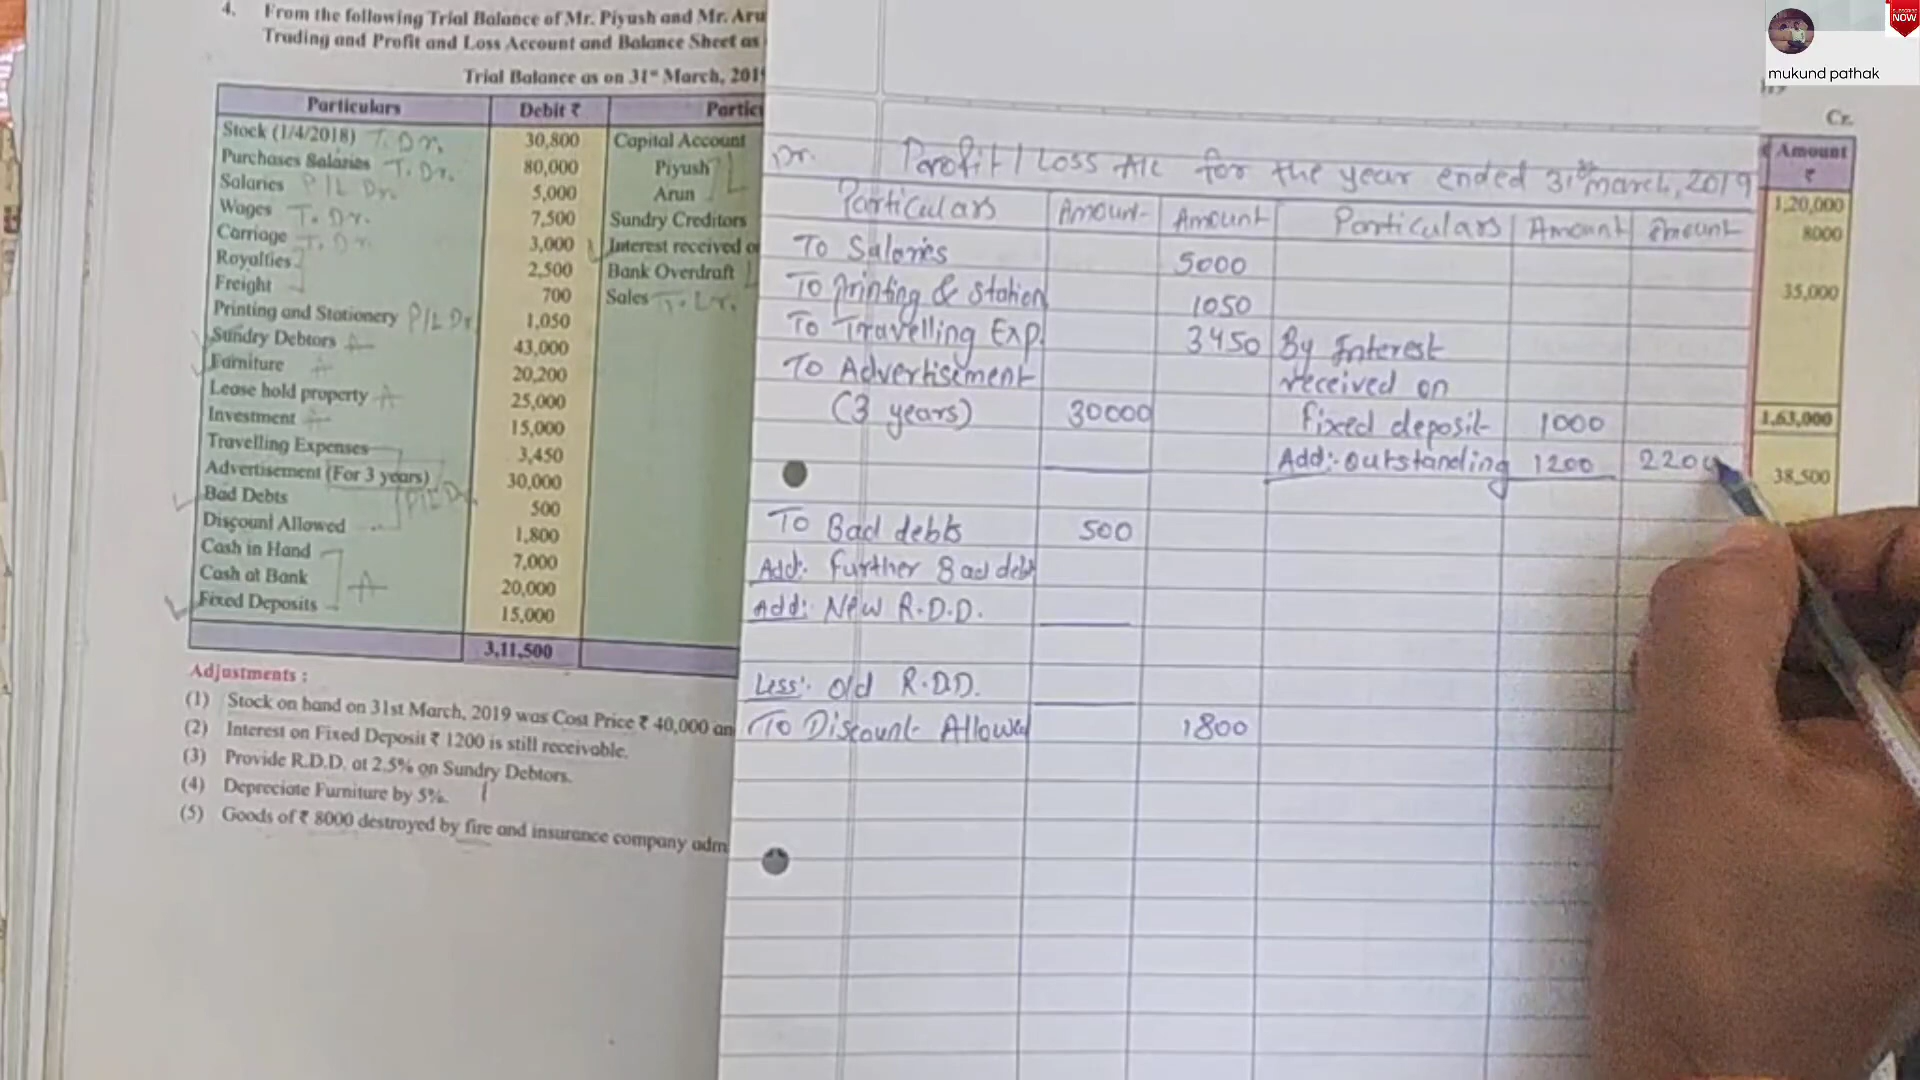 4. From the following Trial Balance of Mr. Piyush and Mr. Aru
Trading and Profit and Loss Account and Balance Sheet as
Trial Balance as on 31st March, 201
Particulars Debit ₹ Partic
Stock (1/4/2018) T. Dr. 30,800 Capital Account
Purchases Salaries T. Dr. 80,000 Piyush
Salaries P/L Dr. 5,000 Arun
Wages T. Dr. 7,500 Sundry Creditors
Carriage T. Dr. 3,000 Interest received o
Royalties 2,500 Bank Overdraft
Freight 700 Sales T. Cr.
Printing and Stationery P/L Dr 1,050
Sundry Debtors A 43,000
Furniture A 20,200
Lease hold property A 25,000
Investment A 15,000
Travelling Expenses 3,450
Advertisement (For 3 years) 30,000
Bad Debts P/L Dr. 500
Discount Allowed 1,800
Cash in Hand 7,000
Cash at Bank A 20,000
Fixed Deposits 15,000
3,11,500
Adjustments :
(1) Stock on hand on 31st March, 2019 was Cost Price ₹ 40,000 an
(2) Interest on Fixed Deposit ₹ 1200 is still receivable.
(3) Provide R.D.D. at 2.5% on Sundry Debtors.
(4) Depreciate Furniture by 5%.
(5) Goods of ₹ 8000 destroyed by fire and insurance company adm
Dr. Profit / Loss A/c for the year ended 31st march, 2019
Particulars Amount Amount Particulars Amount Amount
To Salaries 5000
To Printing & Station 1050
To Travelling Exp. 3450 By Interest
To Advertisement received on
(3 years) 30000 fixed deposit 1000
Add:- outstanding 1200 2200
To Bad debts 500
Add: further Bad debt
Add: New R.D.D.
Less: old R.D.D.
To Discount Allowed 1800
Cr.
Amount
₹
1,20,000
8000
35,000
1,63,000
38,500
mukund pathak
SUBSCRIBE
NOW